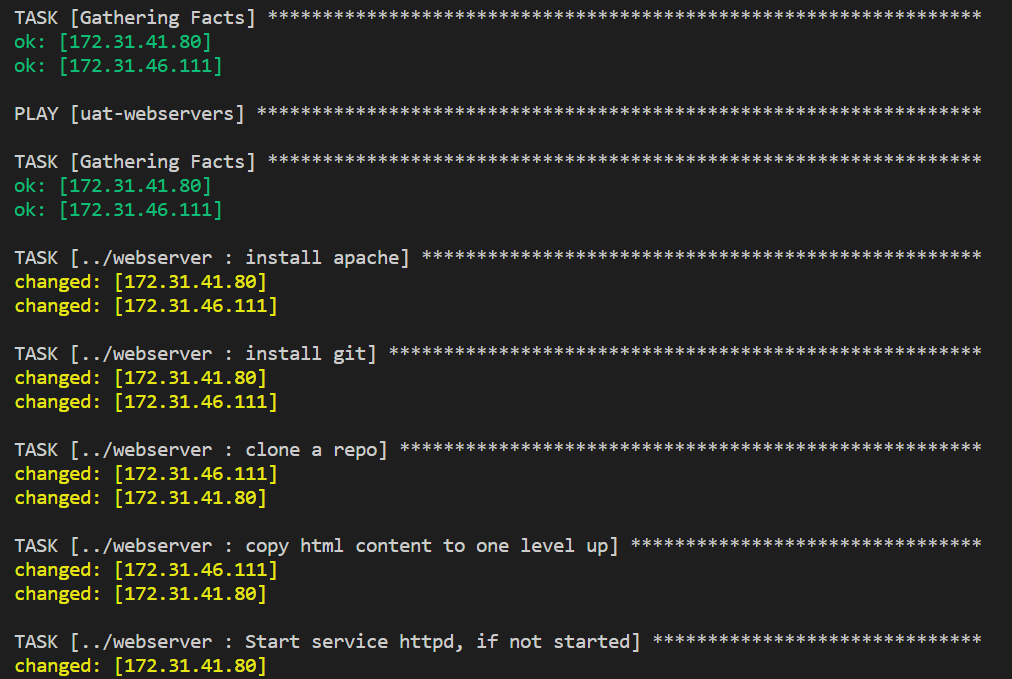 TASK [Gathering Facts] *****************************************************************
ok: [172.31.41.80]
ok: [172.31.46.111]
PLAY [uat-webservers] ******************************************************************
TASK [Gathering Facts] *****************************************************************
ok: [172.31.41.80]
ok: [172.31.46.111]
TASK [../webserver : install apache] ***************************************************
changed: [172.31.41.80]
changed: [172.31.46.111]
TASK [../webserver : install git] ******************************************************
changed: [172.31.41.80]
changed: [172.31.46.111]
TASK [../webserver : clone a repo] *****************************************************
changed: [172.31.46.111]
changed: [172.31.41.80]
TASK [../webserver : copy html content to one level up] ********************************
changed: [172.31.46.111]
changed: [172.31.41.80]
TASK [../webserver : Start service httpd, if not started] ******************************
changed: [172.31.41.80]